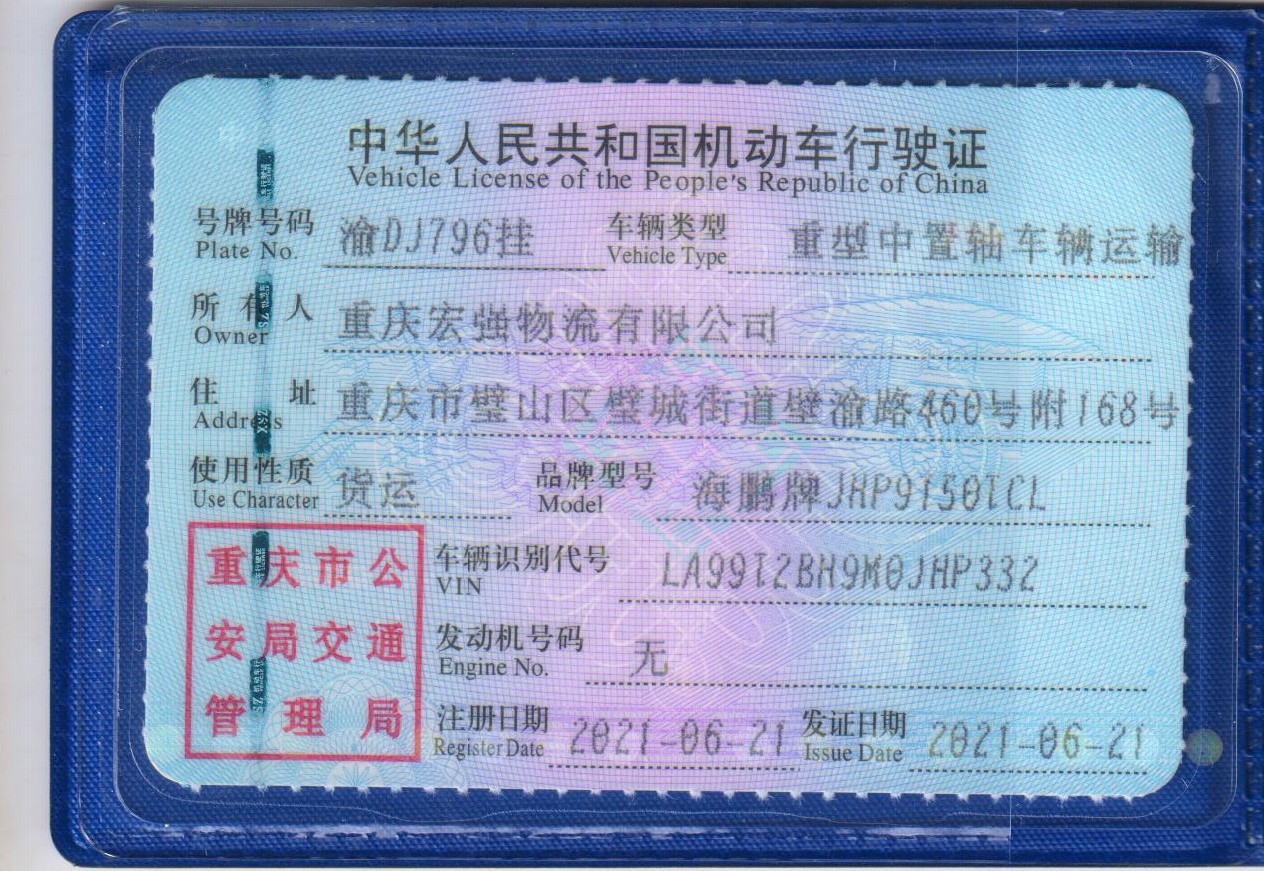 中华人民共和国机动车行驶证
Vehicle License of the People's Republic of China
号牌号码 渝DJ796挂 车辆类型 重型中置轴车辆运输
Plate No. Vehicle Type
所有人 重庆宏强物流有限公司
Owner
住址 重庆市璧山区璧城街道璧渝路460号附168号
Address
使用性质 货运 品牌型号 海鹏牌JHP9150TCL
Use Character Model
重庆市公
安局交通
管理局
车辆识别代号 LA99T2BH9M0JHP332
VIN
发动机号码 无
Engine No.
注册日期 2021-06-21 发证日期 2021-06-21
Register Date Issue Date